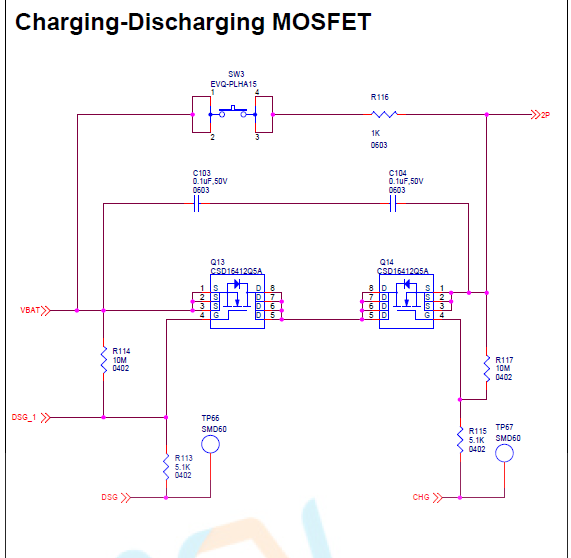 Charging-Discharging MOSFET
SW3
EVQ-PLHA15
1 4
2 3
R116
1K
0603
2P
C103
0.1uF,50V
0603
C104
0.1uF,50V
0603
Q13
CSD16412Q5A
1 S D 8
2 S D 7
3 S D 6
4 G D 5
Q14
CSD16412Q5A
8 D S 1
7 D S 2
6 D S 3
5 D G 4
VBAT
R114
10M
0402
R117
10M
0402
DSG_1
TP66
SMD60
R113
5.1K
0402
DSG
R115
5.1K
0402
TP67
SMD60
CHG